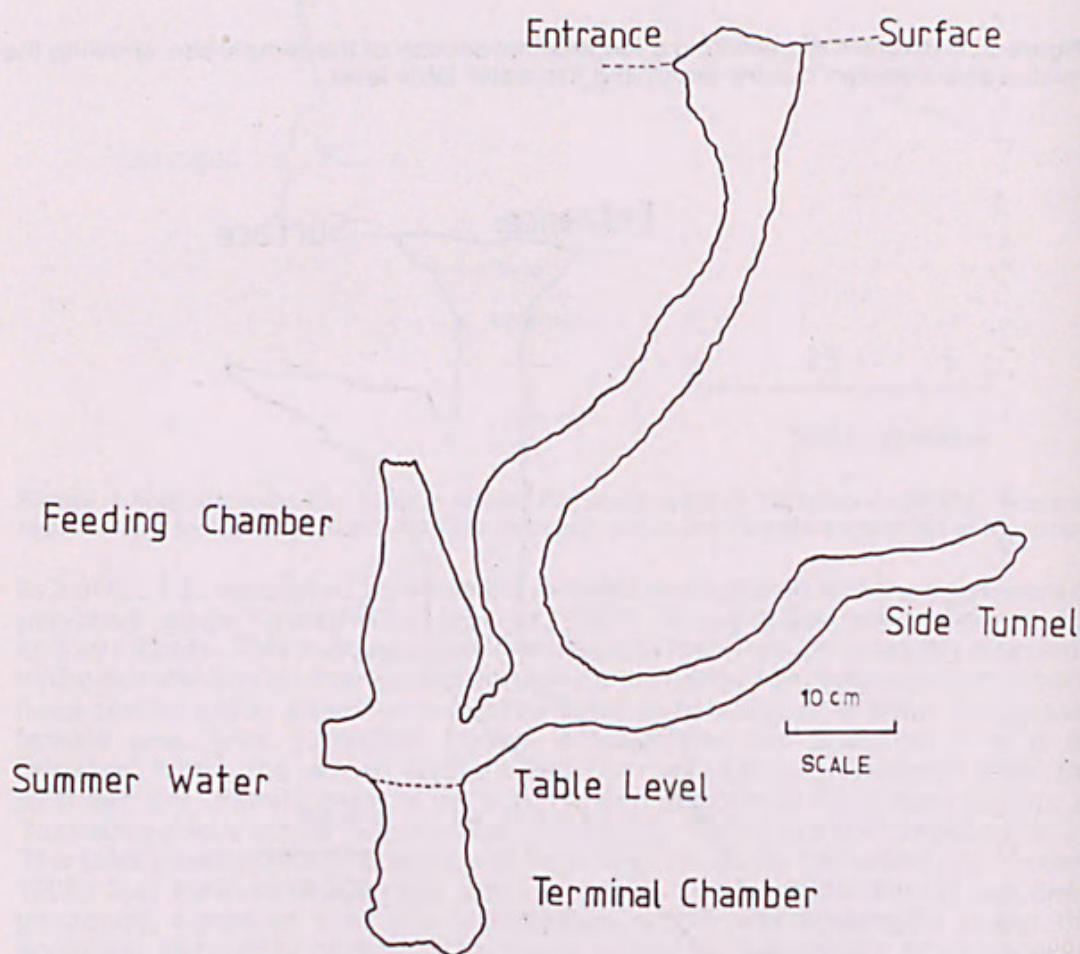 Entrance
Surface
Feeding Chamber
Side Tunnel
10 cm
SCALE
Summer Water
Table Level
Terminal Chamber